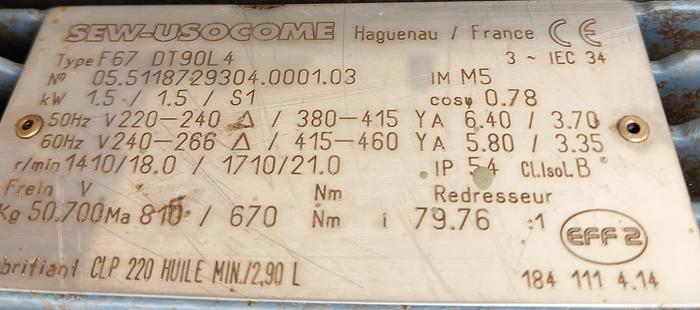 SEW-USOCOME Haguenau / France CE
Type F67 DT90L4 3 ~ IEC 34
Nº 05.5118729304.0001.03 IM M5
kW 1.5 / 1.5 / S1 cosφ 0.78
50Hz V 220-240 Δ / 380-415 Y A 6.40 / 3.70
60Hz V 240-266 Δ / 415-460 Y A 5.80 / 3.35
r/min 1410/18.0 / 1710/21.0 IP 54 Cl.Isol. B
Frein V Nm Redresseur
Kg 50.700 Ma 810 / 670 Nm i 79.76 :1
EFF 2
brifiant CLP 220 HUILE MIN./2,90 L 184 111 4.14